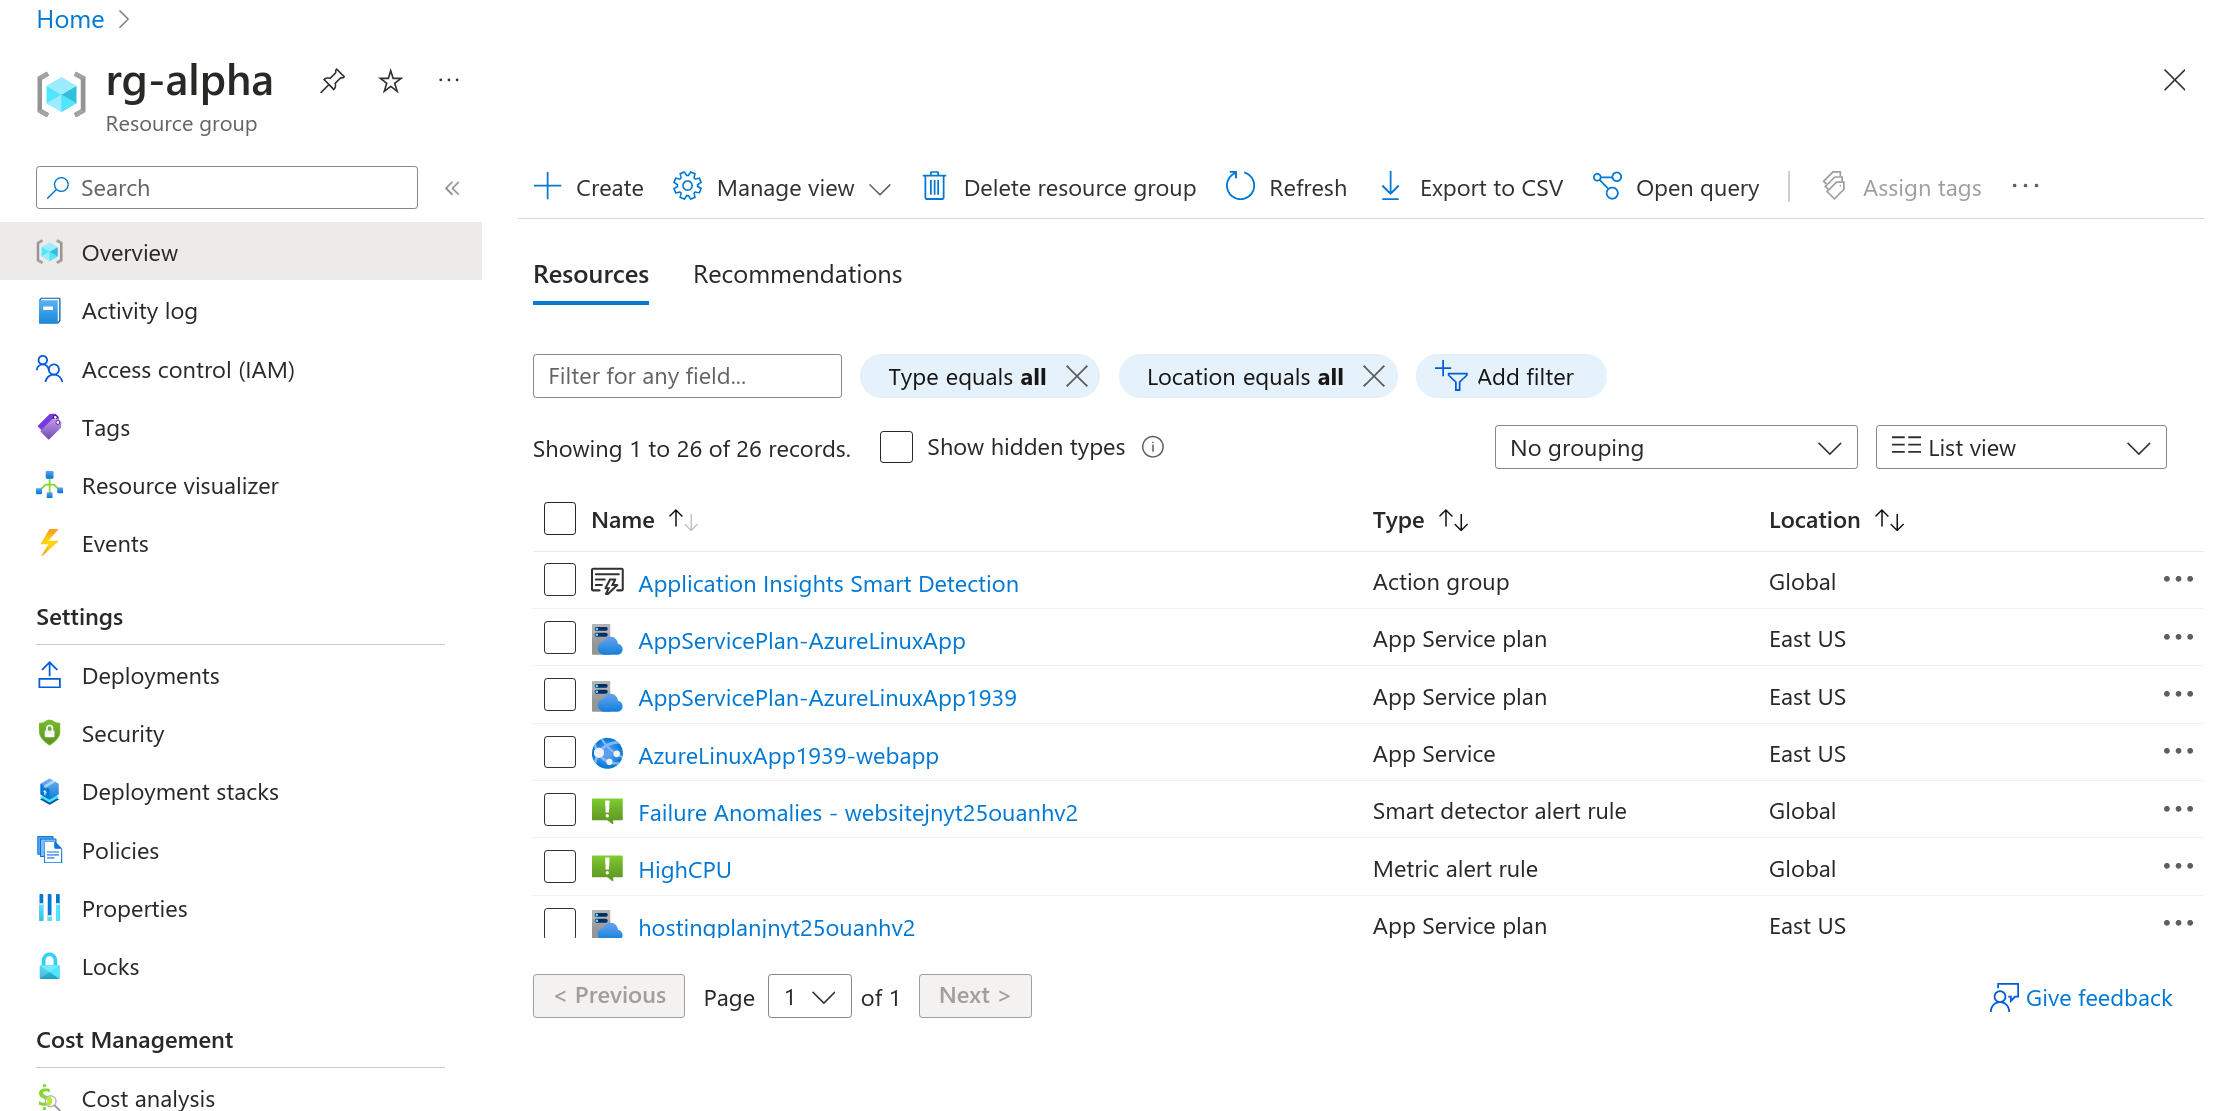 Home
rg-alpha
Resource group
Search
Overview
Activity log
Access control (IAM)
Tags
Resource visualizer
Events
Settings
Deployments
Security
Deployment stacks
Policies
Properties
Locks
Cost Management
Cost analysis
Create Manage view Delete resource group Refresh Export to CSV Open query Assign tags
Resources Recommendations
Filter for any field... Type equals all Location equals all Add filter
Showing 1 to 26 of 26 records. Show hidden types No grouping List view
Name Type Location
Application Insights Smart Detection Action group Global
AppServicePlan-AzureLinuxApp App Service plan East US
AppServicePlan-AzureLinuxApp1939 App Service plan East US
AzureLinuxApp1939-webapp App Service East US
Failure Anomalies - websitejnyt25ouanhv2 Smart detector alert rule Global
HighCPU Metric alert rule Global
hostingplanjnyt25ouanhv2 App Service plan East US
< Previous Page 1 of 1 Next >
Give feedback